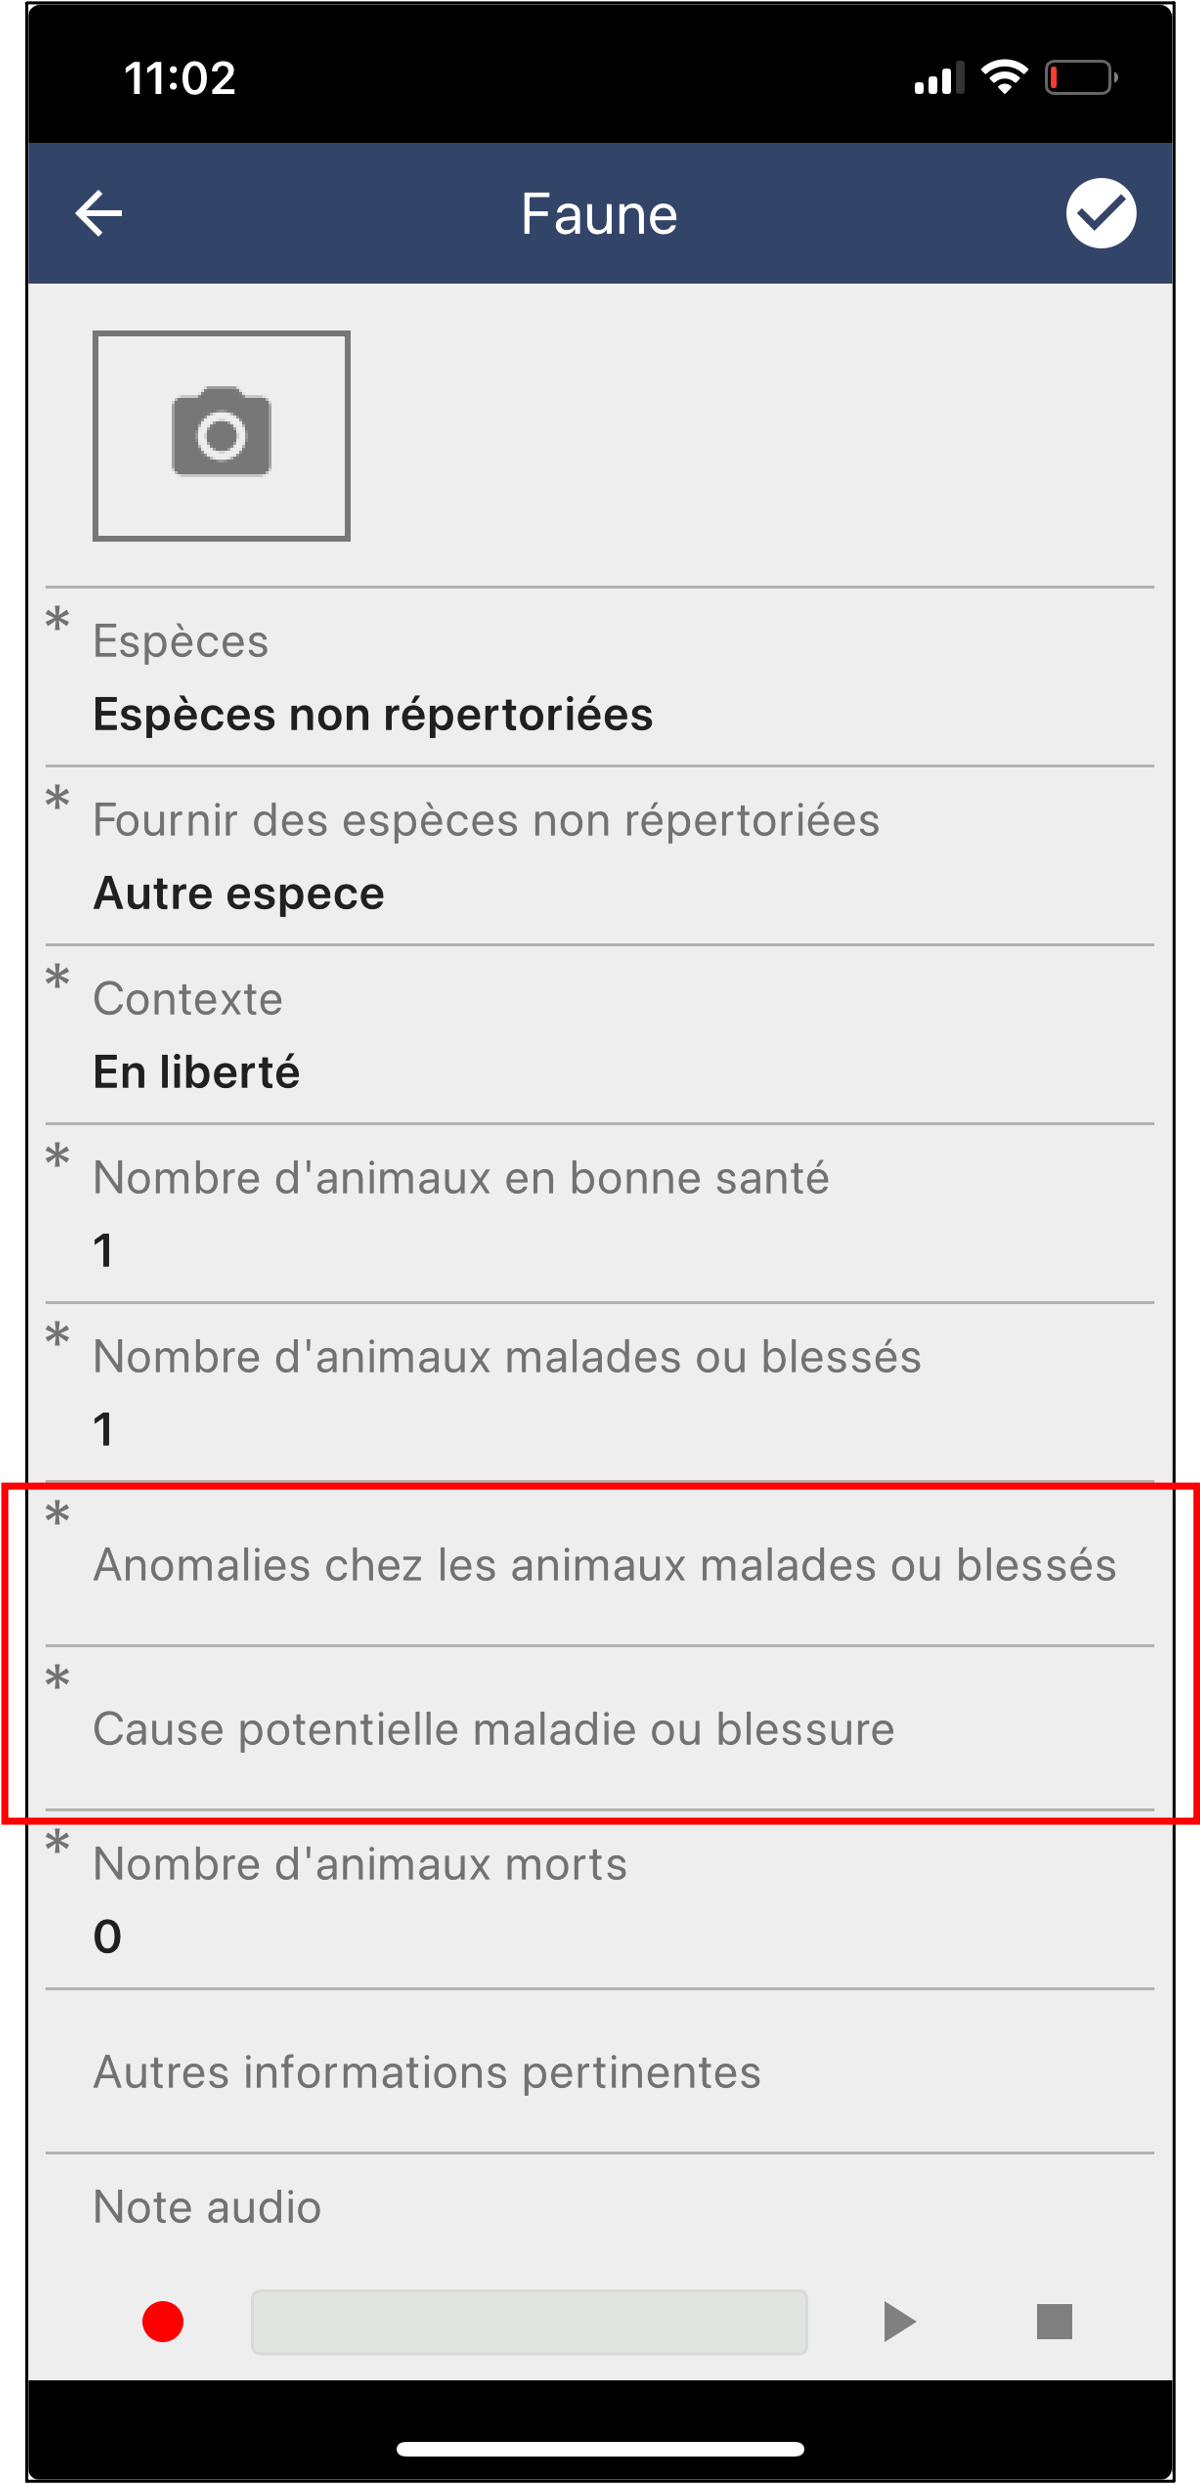 11:02
Faune
* Espèces
Espèces non répertoriées
* Fournir des espèces non répertoriées
Autre espece
* Contexte
En liberté
* Nombre d'animaux en bonne santé
1
* Nombre d'animaux malades ou blessés
1
* Anomalies chez les animaux malades ou blessés
* Cause potentielle maladie ou blessure
* Nombre d'animaux morts
0
Autres informations pertinentes
Note audio